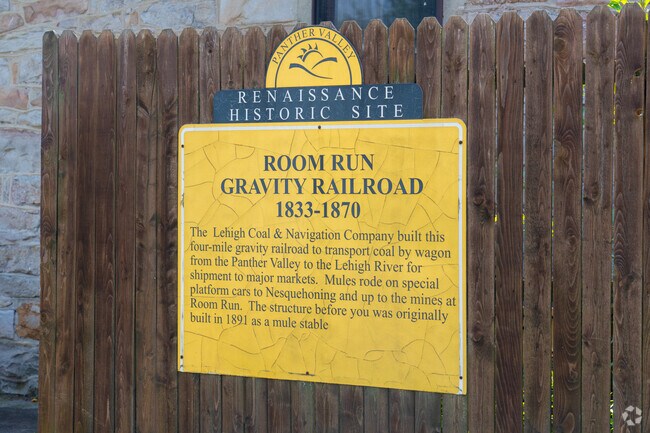 PANTHER VALLEY
RENAISSANCE
HISTORIC SITE
ROOM RUN
GRAVITY RAILROAD
1833-1870
The Lehigh Coal & Navigation Company built this
four-mile gravity railroad to transport coal by wagon
from the Panther Valley to the Lehigh River for
shipment to major markets. Mules rode on special
platform cars to Nesquehoning and up to the mines at
Room Run. The structure before you was originally
built in 1891 as a mule stable